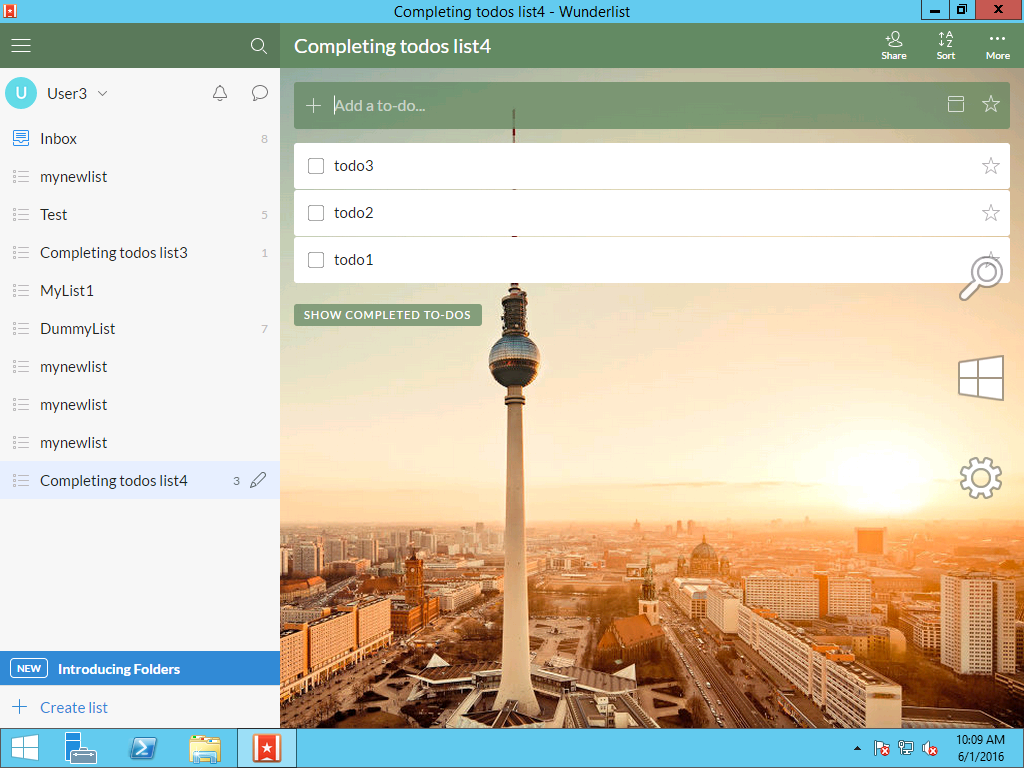 Completing todos list4 - Wunderlist
Completing todos list4
Share
Sort
More
U
User3
Add a to-do...
Inbox 8
mynewlist
Test 5
Completing todos list3 1
MyList1
DummyList 7
mynewlist
mynewlist
mynewlist
Completing todos list4 3
todo3
todo2
todo1
SHOW COMPLETED TO-DOS
NEW Introducing Folders
Create list
10:09 AM
6/1/2016